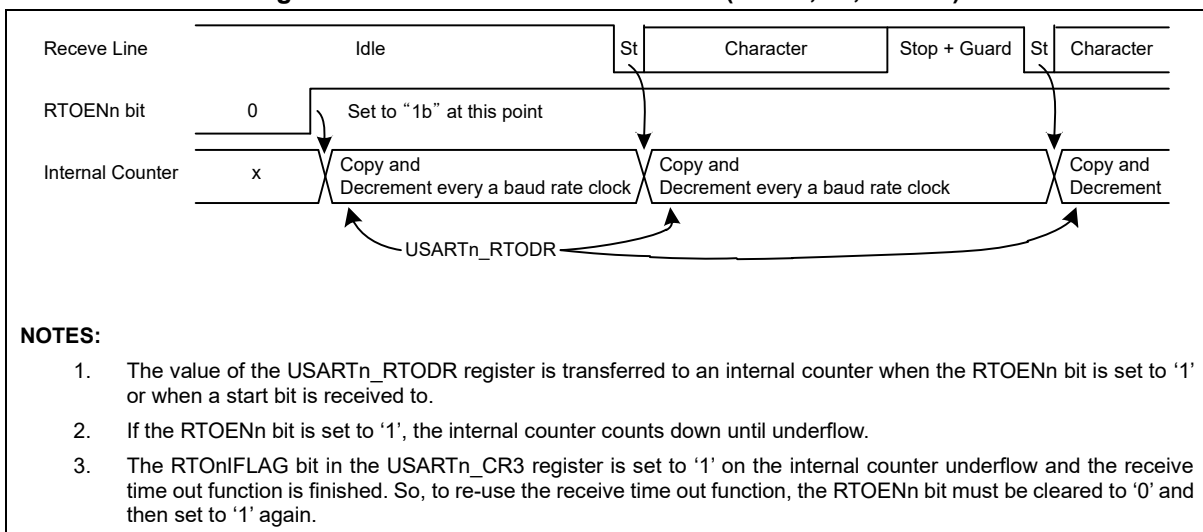 Receve Line
Idle
St
Character
Stop + Guard
St
Character
RTOENn bit
0
Set to “1b” at this point
Internal Counter
x
Copy and
Decrement every a baud rate clock
Copy and
Decrement every a baud rate clock
Copy and
Decrement
USARTn_RTODR
NOTES:
1. The value of the USARTn_RTODR register is transferred to an internal counter when the RTOENn bit is set to ‘1’
or when a start bit is received to.
2. If the RTOENn bit is set to ‘1’, the internal counter counts down until underflow.
3. The RTOnIFLAG bit in the USARTn_CR3 register is set to ‘1’ on the internal counter underflow and the receive
time out function is finished. So, to re-use the receive time out function, the RTOENn bit must be cleared to ‘0’ and
then set to ‘1’ again.